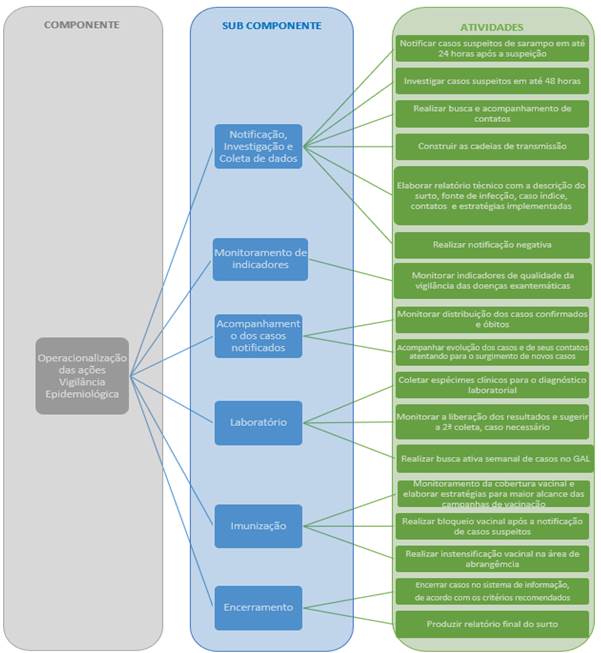 COMPONENTE
Operacionalização
das ações
Vigilância
Epidemiológica
SUB COMPONENTE
Notificação,
Investigação e
Coleta de dados
Monitoramento de
indicadores
Acompanhament
o dos casos
notificados
Laboratório
Imunização
Encerramento
ATIVIDADES
Notificar casos suspeitos de sarampo em até
24 horas após a suspeição
Investigar casos suspeitos em até 48 horas
Realizar busca e acompanhamento de
contatos
Construir as cadeias de transmissão
Elaborar relatório técnico com a descrição do
surto, fonte de infecção, caso índice,
contatos e estratégias implementadas
Realizar notificação negativa
Monitorar indicadores de qualidade da
vigilância das doenças exantemáticas
Monitorar distribuição dos casos confirmados
e óbitos
Acompanhar evolução dos casos e de seus contatos
atentando para o surgimento de novos casos
Coletar espécimes clínicos para o diagnóstico
laboratorial
Monitorar a liberação dos resultados e sugerir
a 2ª coleta, caso necessário
Realizar busca ativa semanal de casos no GAL
Monitoramento da cobertura vacinal e
elaborar estratégias para maior alcance das
campanhas de vacinação
Realizar bloqueio vacinal após a notificação
de casos suspeitos
Realizar instensificação vacinal na área de
abrangêmcia
Encerrar casos no sistema de informação,
de acordo com os critérios recomendados
Produzir relatório final do surto